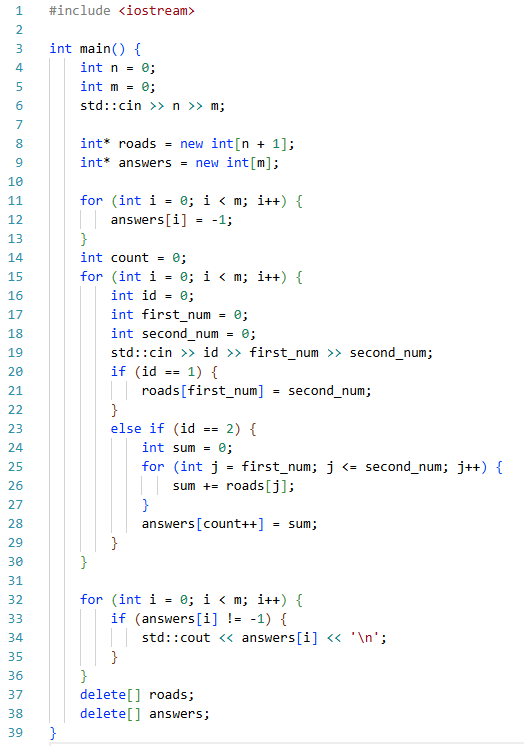 1 #include <iostream>
2
3 int main() {
4     int n = 0;
5     int m = 0;
6     std::cin >> n >> m;
7
8     int* roads = new int[n + 1];
9     int* answers = new int[m];
10
11     for (int i = 0; i < m; i++) {
12         answers[i] = -1;
13     }
14     int count = 0;
15     for (int i = 0; i < m; i++) {
16         int id = 0;
17         int first_num = 0;
18         int second_num = 0;
19         std::cin >> id >> first_num >> second_num;
20         if (id == 1) {
21             roads[first_num] = second_num;
22         }
23         else if (id == 2) {
24             int sum = 0;
25             for (int j = first_num; j <= second_num; j++) {
26                 sum += roads[j];
27             }
28             answers[count++] = sum;
29         }
30     }
31
32     for (int i = 0; i < m; i++) {
33         if (answers[i] != -1) {
34             std::cout << answers[i] << '\n';
35         }
36     }
37     delete[] roads;
38     delete[] answers;
39 }